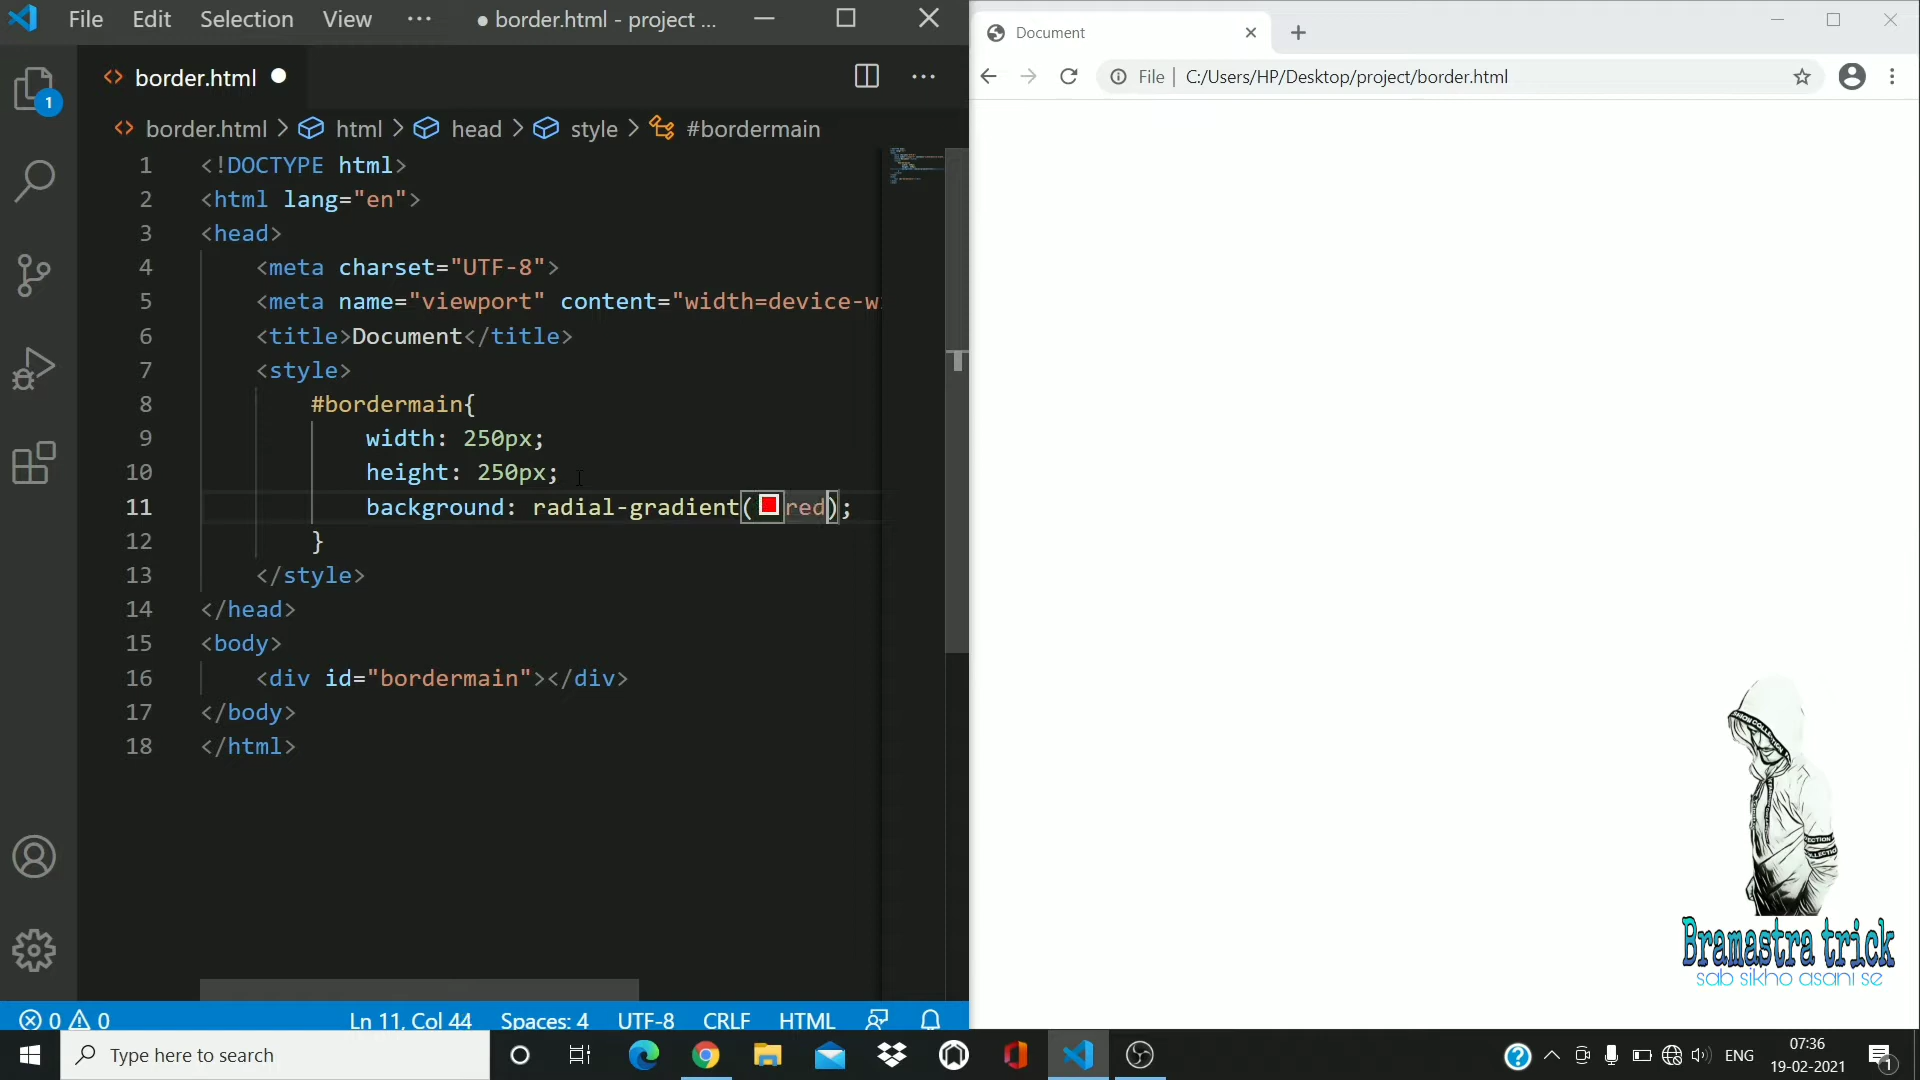 File Edit Selection View ··· ● border.html - project ...
border.html
border.html > html > head > style > #bordermain
1 <!DOCTYPE html>
2 <html lang="en">
3 <head>
4 <meta charset="UTF-8">
5 <meta name="viewport" content="width=device-w
6 <title>Document</title>
7 <style>
8 #bordermain{
9 width: 250px;
10 height: 250px;
11 background: radial-gradient(red);
12 }
13 </style>
14 </head>
15 <body>
16 <div id="bordermain"></div>
17 </body>
18 </html>
1
0 0 Ln 11, Col 44 Spaces: 4 UTF-8 CRLF HTML
Document
File | C:/Users/HP/Desktop/project/border.html
Bramastra trick
sab sikho asani se
Type here to search
ENG
07:36
19-02-2021
1